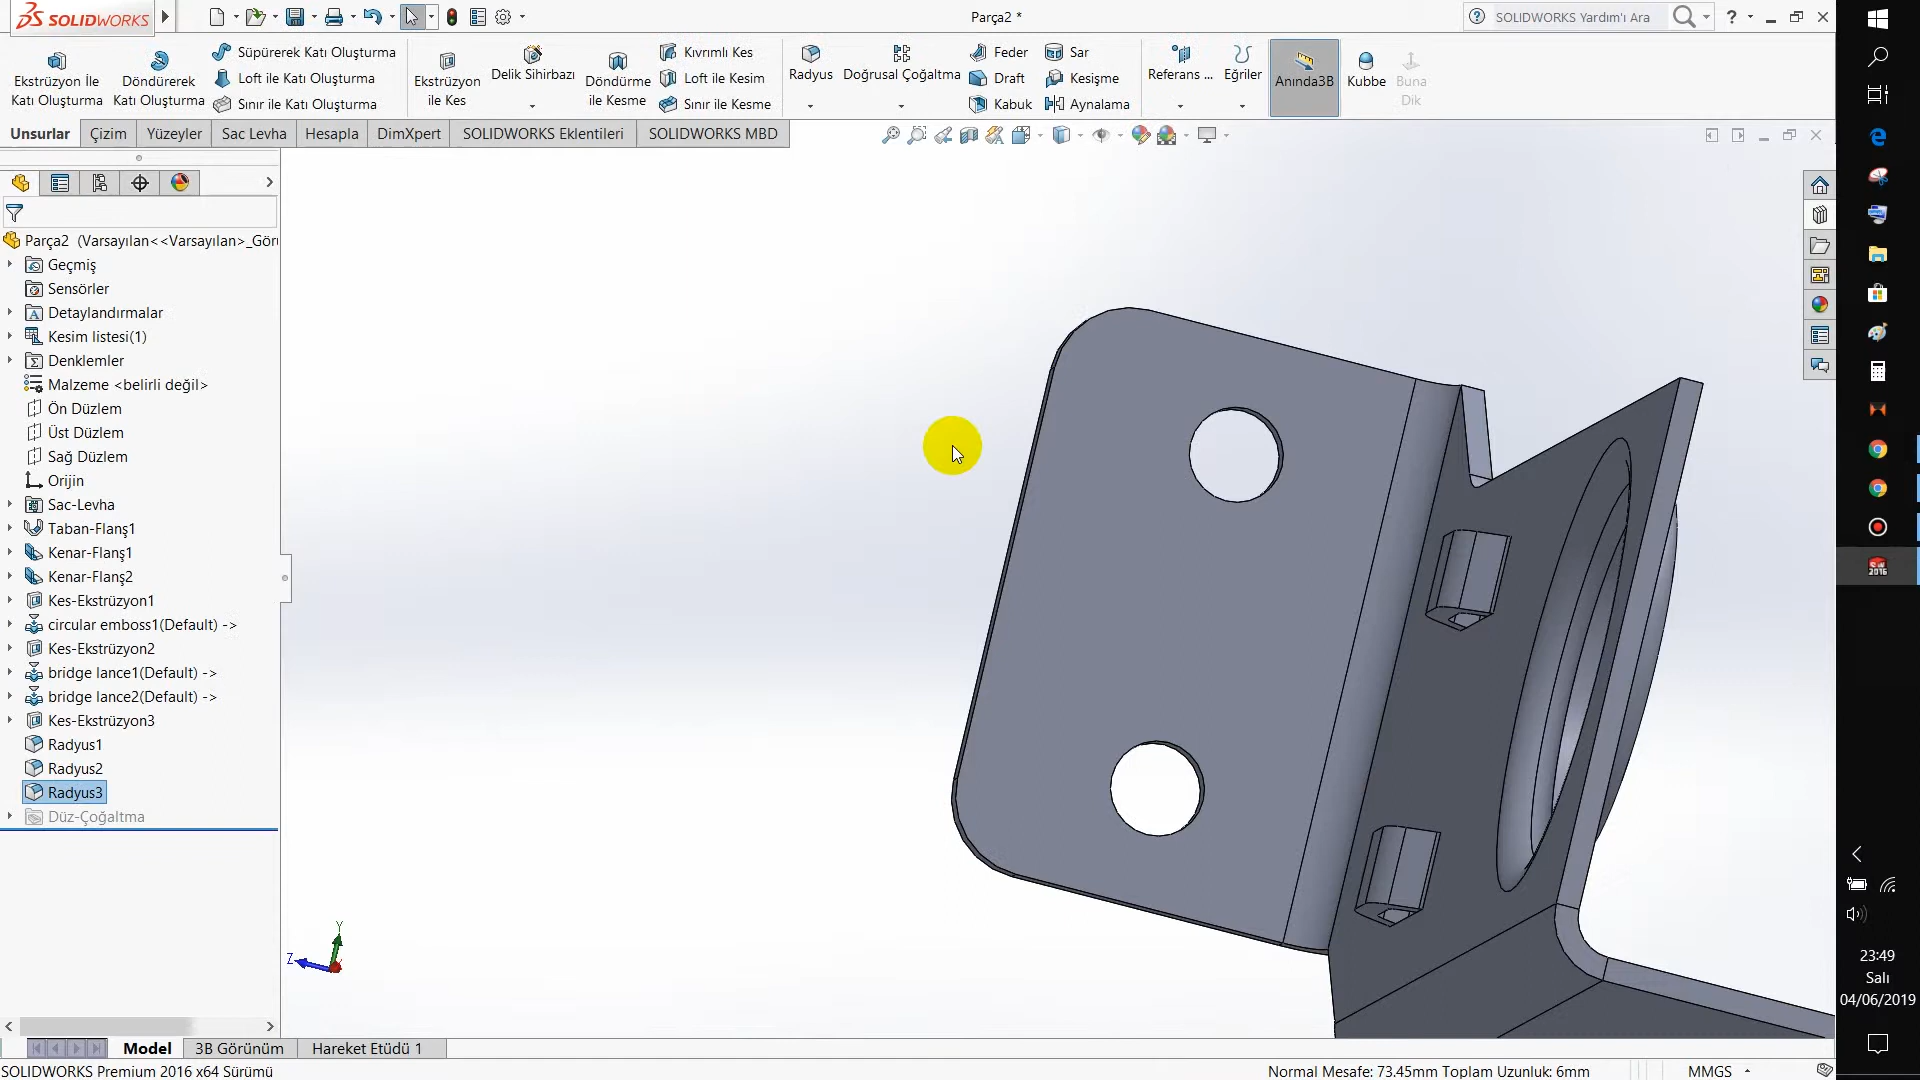 SOLIDWORKS
Parça2 *
SOLIDWORKS Yardım'ı Ara
?
Ekstrüzyon İle
Katı Oluşturma
Döndürerek
Katı Oluşturma
Süpürerek Katı Oluşturma
Loft ile Katı Oluşturma
Sınır ile Katı Oluşturma
Ekstrüzyon
ile Kes
Delik Sihirbazı
Döndürme
ile Kesme
Kıvrımlı Kes
Loft ile Kesim
Sınır ile Kesme
Radyus
Doğrusal Çoğaltma
Feder
Draft
Kabuk
Sar
Kesişme
Aynalama
Referans ...
Eğriler
Anında3B
Kubbe
Buna
Dik
Unsurlar
Çizim
Yüzeyler
Sac Levha
Hesapla
DimXpert
SOLIDWORKS Eklentileri
SOLIDWORKS MBD
Parça2 (Varsayılan<<Varsayılan>_Görü
Geçmiş
Sensörler
Detaylandırmalar
Kesim listesi(1)
Denklemler
Malzeme <belirli değil>
Ön Düzlem
Üst Düzlem
Sağ Düzlem
Orijin
Sac-Levha
Taban-Flanş1
Kenar-Flanş1
Kenar-Flanş2
Kes-Ekstrüzyon1
circular emboss1(Default) ->
Kes-Ekstrüzyon2
bridge lance1(Default) ->
bridge lance2(Default) ->
Kes-Ekstrüzyon3
Radyus1
Radyus2
Radyus3
Düz-Çoğaltma
Y
Z
Model
3B Görünüm
Hareket Etüdü 1
SOLIDWORKS Premium 2016 x64 Sürümü
Normal Mesafe: 73.45mm Toplam Uzunluk: 6mm
MMGS
2016
23:49
Salı
04/06/2019